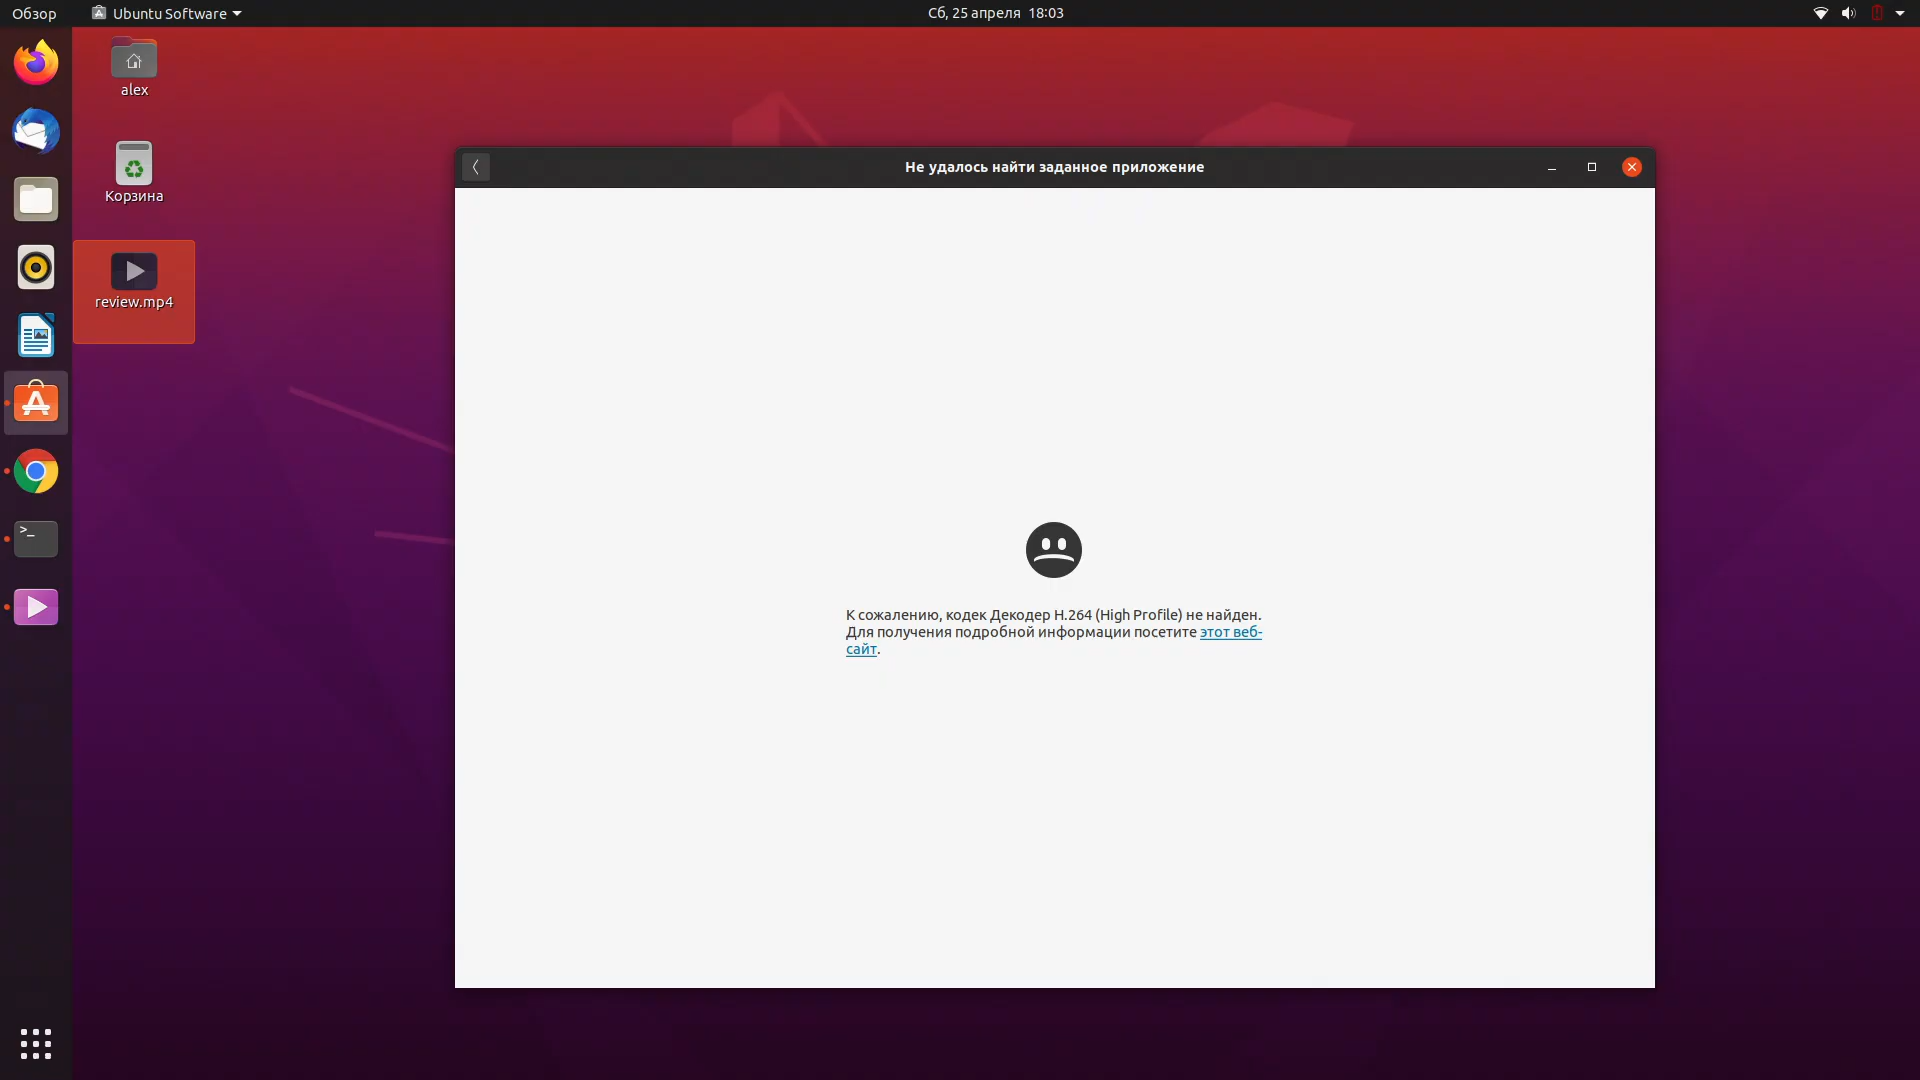 Обзор
Ubuntu Software
Сб, 25 апреля 18:03
alex
Корзина
review.mp4
Не удалось найти заданное приложение
К сожалению, кодек Декодер H.264 (High Profile) не найден.
Для получения подробной информации посетите этот веб-
сайт.
>_